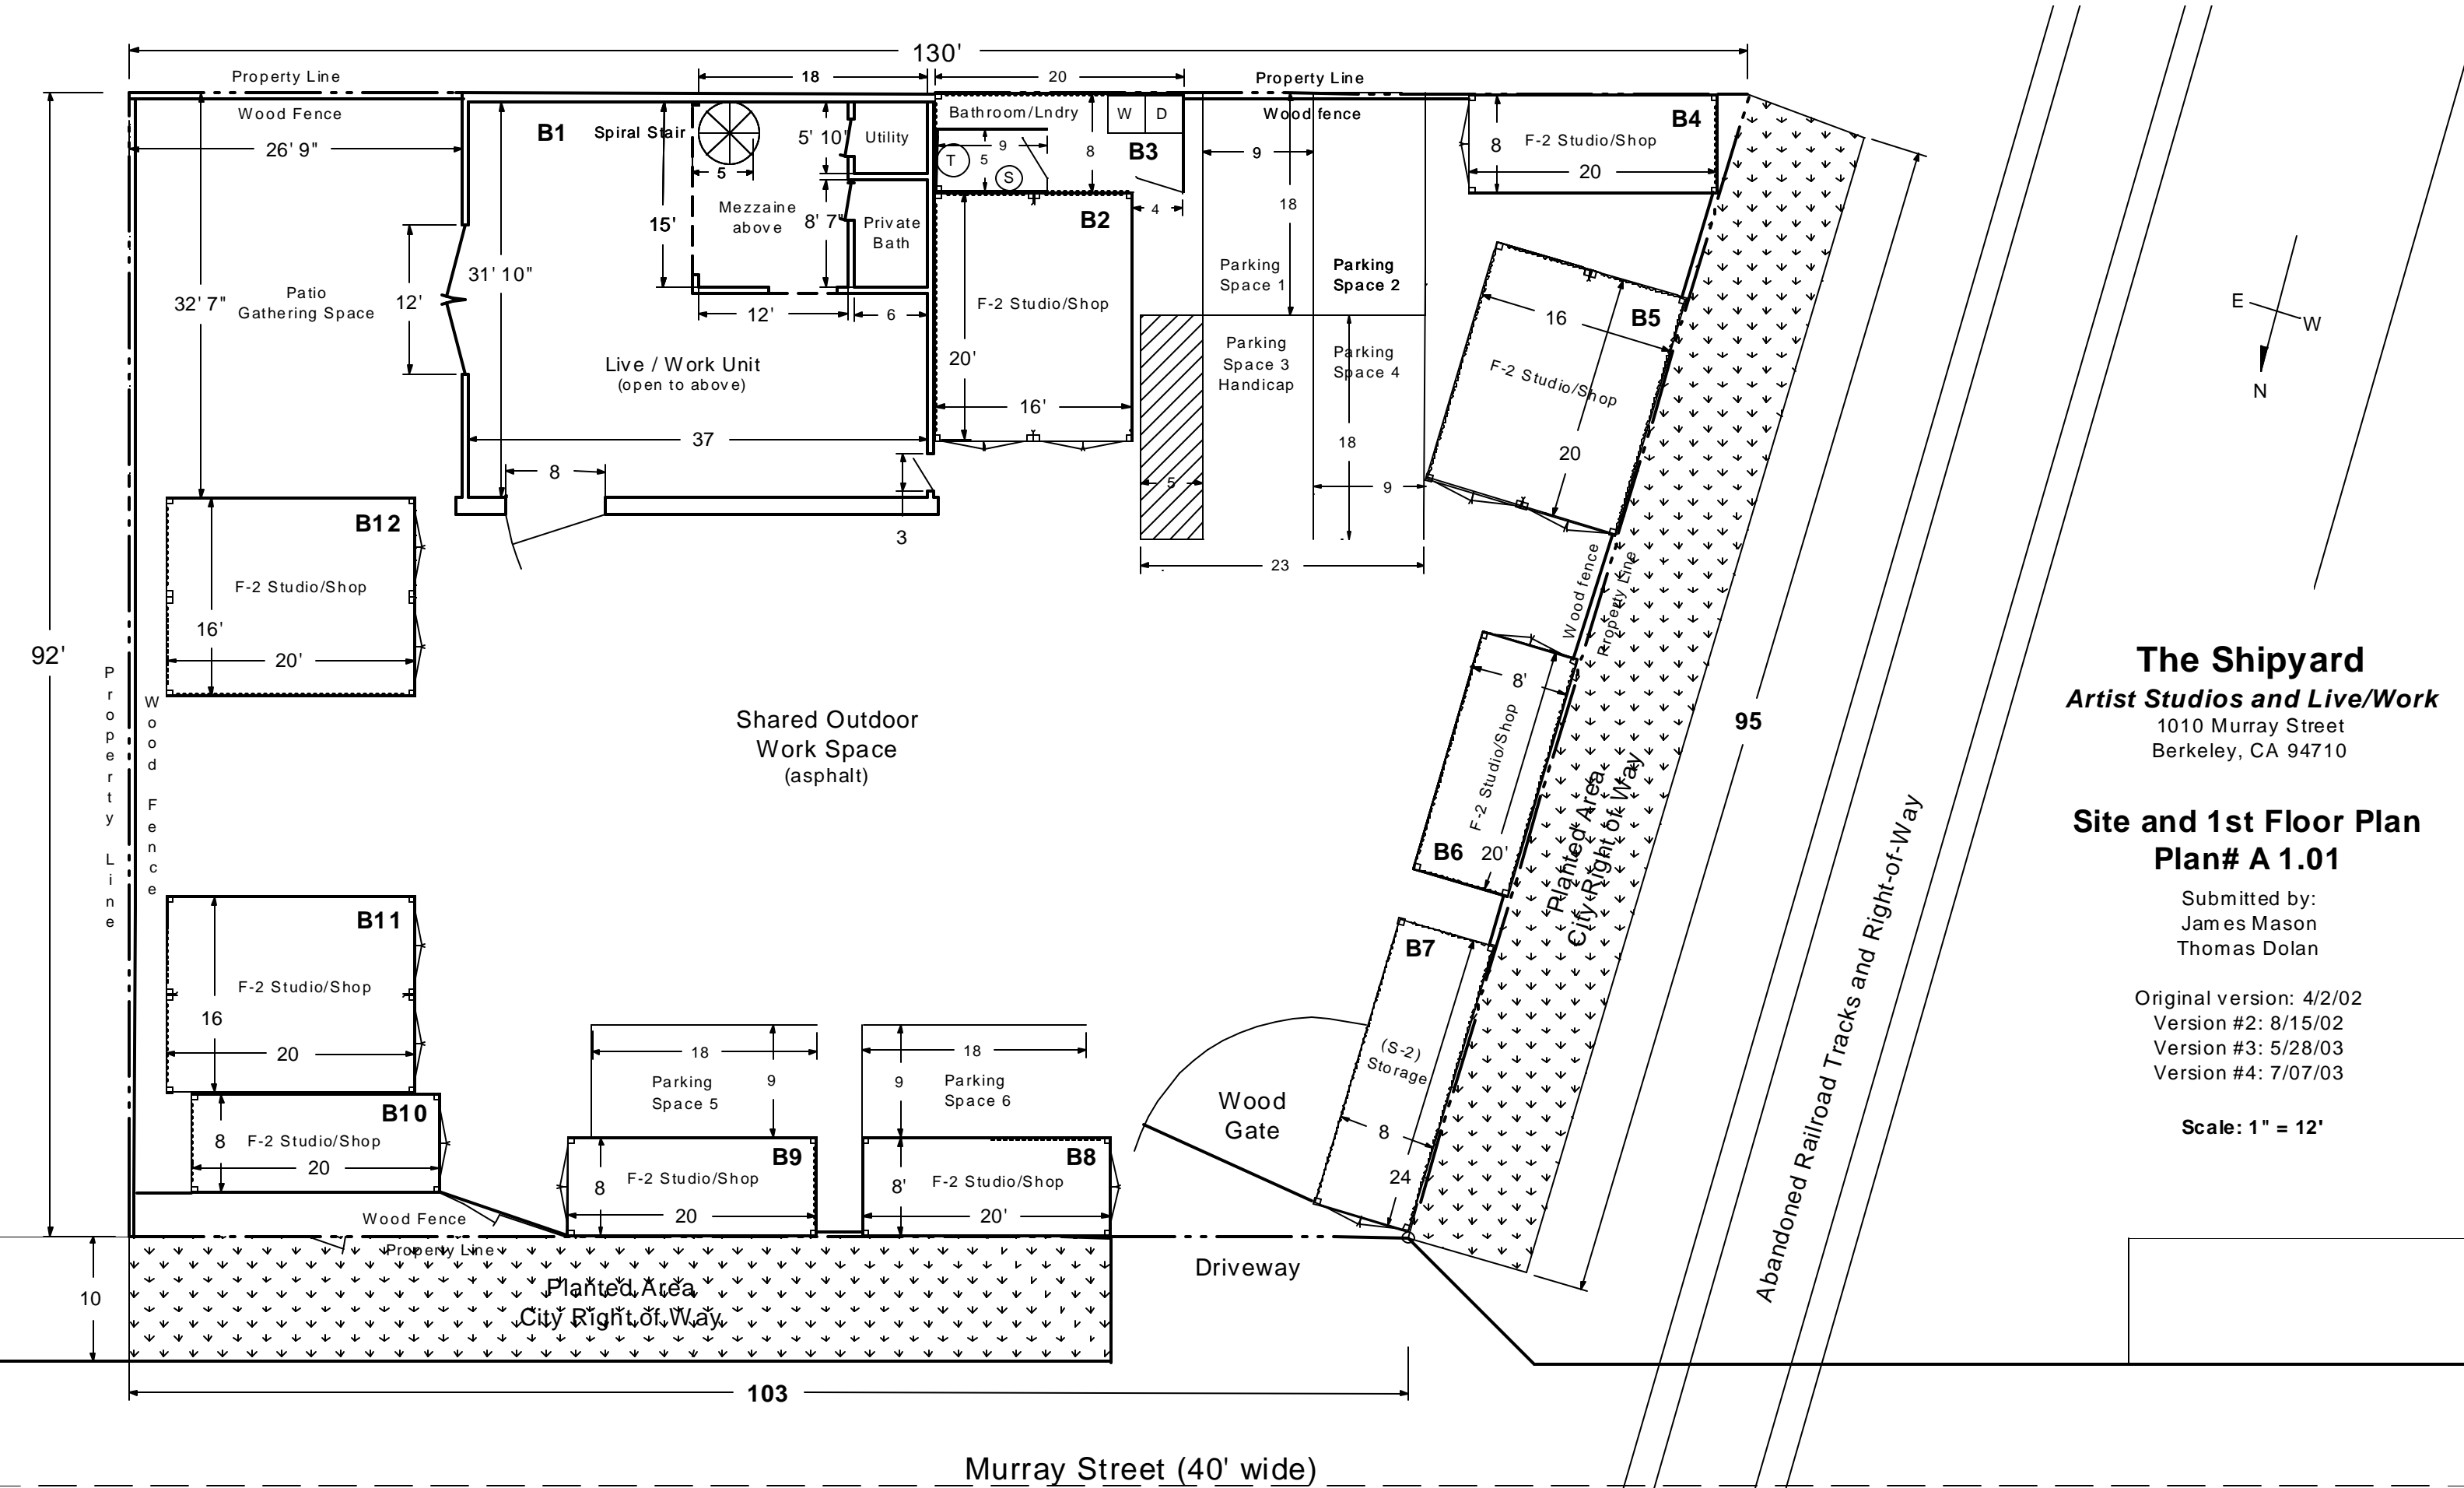 130'
Property Line
18
20
Property Line
Wood Fence
26' 9"
B1
Spiral Stair
5' 10'
Utility
Bathroom/Lndry
W
D
Wood fence
B4
F-2 Studio/Shop
8
20
5
T
9
5
S
8
B3
9
18
4
15'
Mezzaine
above
8' 7"
Private
Bath
B2
32' 7"
Patio
Gathering Space
12'
31' 10"
12'
6
F-2 Studio/Shop
20'
16'
Live / Work Unit
(open to above)
37
8
3
Parking
Space 1
Parking
Space 2
Parking
Space 3
Handicap
Parking
Space 4
18
5
9
23
16
B5
F-2 Studio/Shop
20
E
W
N
B12
F-2 Studio/Shop
16'
20'
92'
Property Line
Wood Fence
Shared Outdoor
Work Space
(asphalt)
Wood fence
Property Line
8'
F-2 Studio/Shop
B6
20'
Planted Area
City Right of Way
95
Abandoned Railroad Tracks and Right-of-Way
The Shipyard
Artist Studios and Live/Work
1010 Murray Street
Berkeley, CA 94710
Site and 1st Floor Plan
Plan# A 1.01
Submitted by:
James Mason
Thomas Dolan
Original version: 4/2/02
Version #2: 8/15/02
Version #3: 5/28/03
Version #4: 7/07/03
Scale: 1" = 12'
B11
F-2 Studio/Shop
16
20
B10
8
F-2 Studio/Shop
20
18
Parking
Space 5
9
18
9
Parking
Space 6
B9
F-2 Studio/Shop
8
20
B8
F-2 Studio/Shop
8'
20'
Wood
Gate
B7
(S-2)
Storage
8
24
Wood Fence
Property Line
Planted Area
City Right of Way
10
Driveway
103
Murray Street (40' wide)